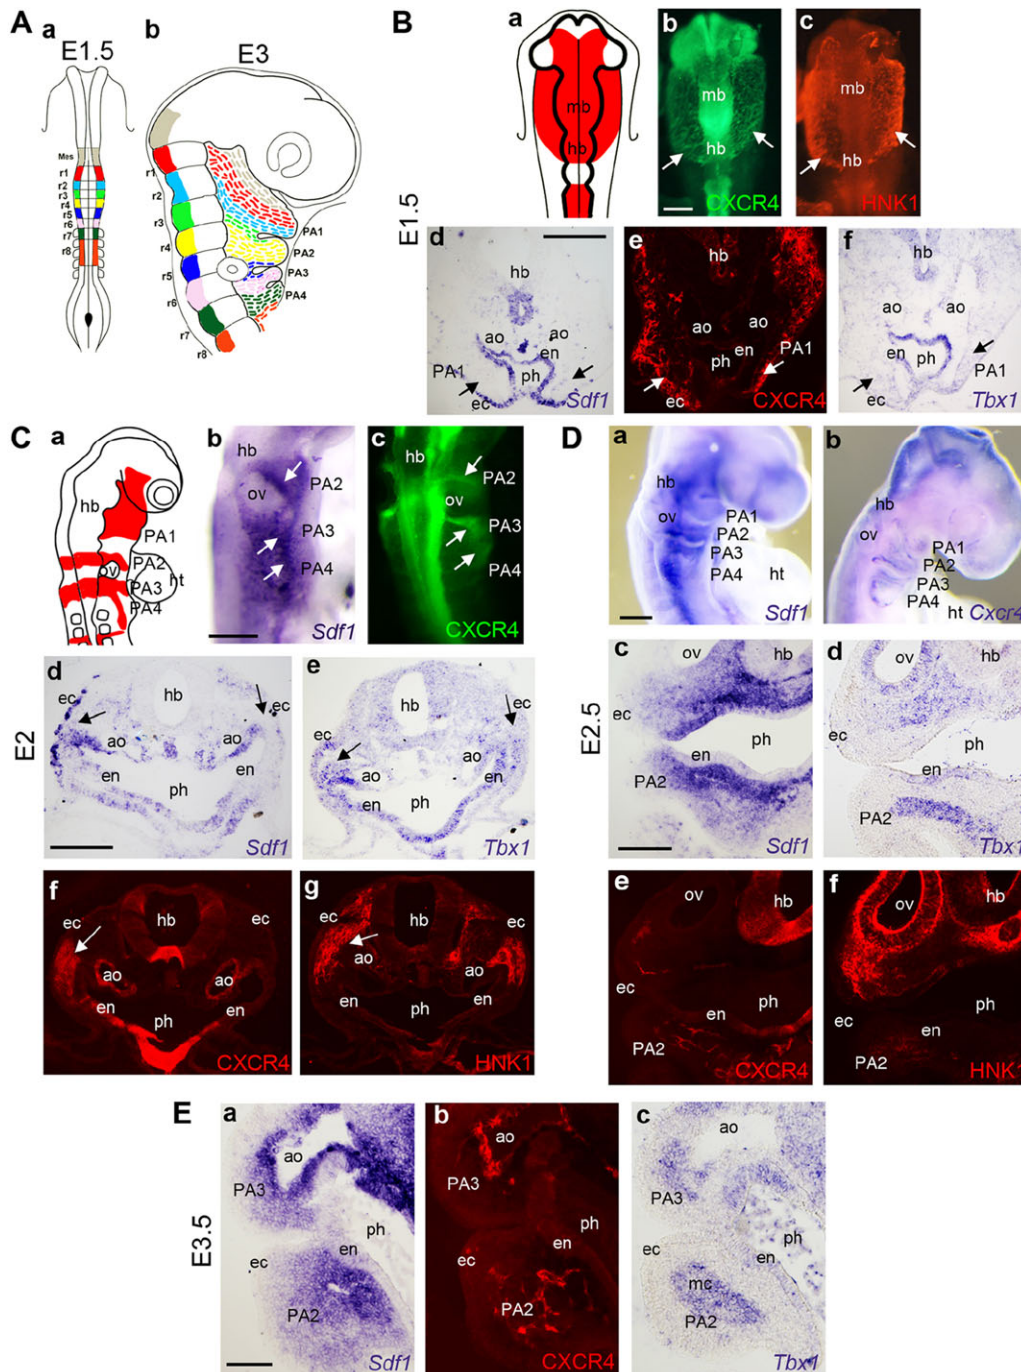 A
a
E1.5
b
E3
Mes
r1
r2
r3
r4
r5
r6
r7
r8
r1
r2
r3
r4
r5
r6
r7
r8
PA1
PA2
PA3
PA4
B
E1.5
a
mb
hb
b
mb
hb
CXCR4
c
mb
hb
HNK1
d
hb
ao
ao
en
PA1
ph
ec
Sdf1
e
hb
ao
ao
en
PA1
ph
ec
CXCR4
f
hb
ao
ao
en
ph
PA1
ec
Tbx1
C
E2
a
hb
PA1
PA2
ov
ht
PA3
PA4
b
hb
PA2
ov
PA3
PA4
Sdf1
c
hb
PA2
ov
PA3
PA4
CXCR4
d
ec
hb
ec
ao
ao
en
en
ph
Sdf1
e
hb
ec
ec
ao
ao
en
en
ph
Tbx1
f
ec
hb
ec
ao
ao
en
en
ph
CXCR4
g
ec
hb
ec
ao
ao
en
en
ph
HNK1
D
E2.5
a
hb
ov
PA1
PA2
PA3
PA4
ht
Sdf1
b
hb
ov
PA1
PA2
PA3
PA4
ht
Cxcr4
c
ov
hb
ec
ph
en
PA2
Sdf1
d
ov
hb
ec
ph
en
PA2
Tbx1
e
ov
hb
ec
ph
en
PA2
CXCR4
f
ov
hb
ec
ph
en
PA2
HNK1
E
E3.5
a
ao
PA3
ph
en
ec
PA2
Sdf1
b
ao
PA3
ph
en
ec
PA2
CXCR4
c
ao
PA3
ph
ec
en
mc
PA2
Tbx1